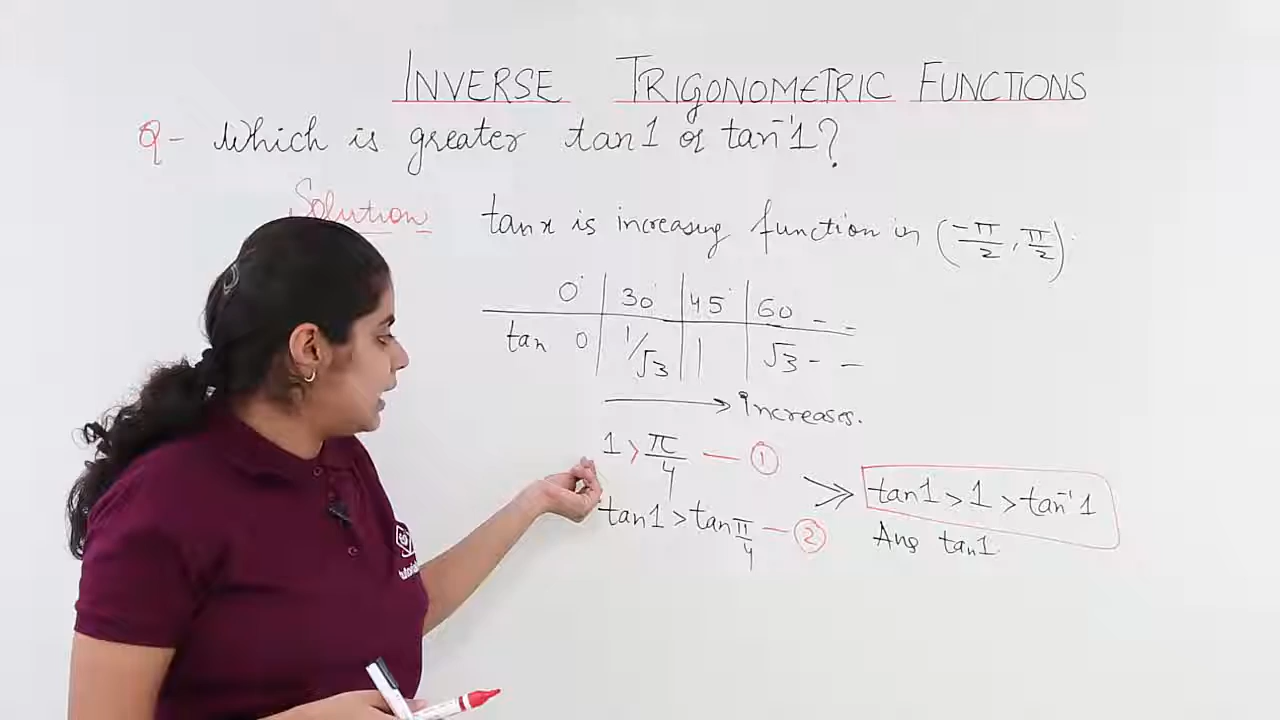 INVERSE TRIGONOMETRIC FUNCTIONS
Q- Which is greater tan1 or tan⁻¹1?
Solution
tanx is increasing function in (-π/2, π/2).
0° 30° 45° 60 - -
tan 0 1/√3 1 √3 - -
→ increases.
1 > π/4 — ①
tan1 > tan π/4 — ②
⟹ tan1 > 1 > tan⁻¹1
Ans tan1.